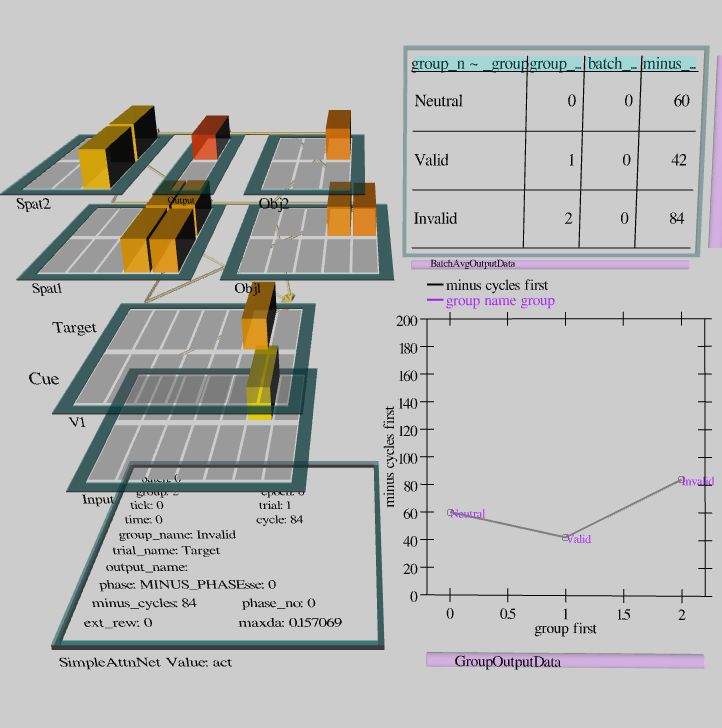 group_n ~ _group group_... batch_... minus_...
Neutral 0 0 60
Valid 1 0 42
Invalid 2 0 84
BatchAvgOutputData
Spat2 Output Obj2
Spat1 Obj1
Target
Cue
V1
Input
batch: 0
group: 2 epoch: 0
tick: 0 trial: 1
time: 0 cycle: 84
group_name: Invalid
trial_name: Target
output_name:
phase: MINUS_PHASEsse: 0
minus_cycles: 84 phase_no: 0
ext_rew: 0 maxda: 0.157069
SimpleAttnNet Value: act
minus cycles first
group name group
200
180
160
140
120
100
80
60
40
20
0
minus cycles first
Neutral
Valid
Invalid
0 0.5 1 1.5 2
group first
GroupOutputData